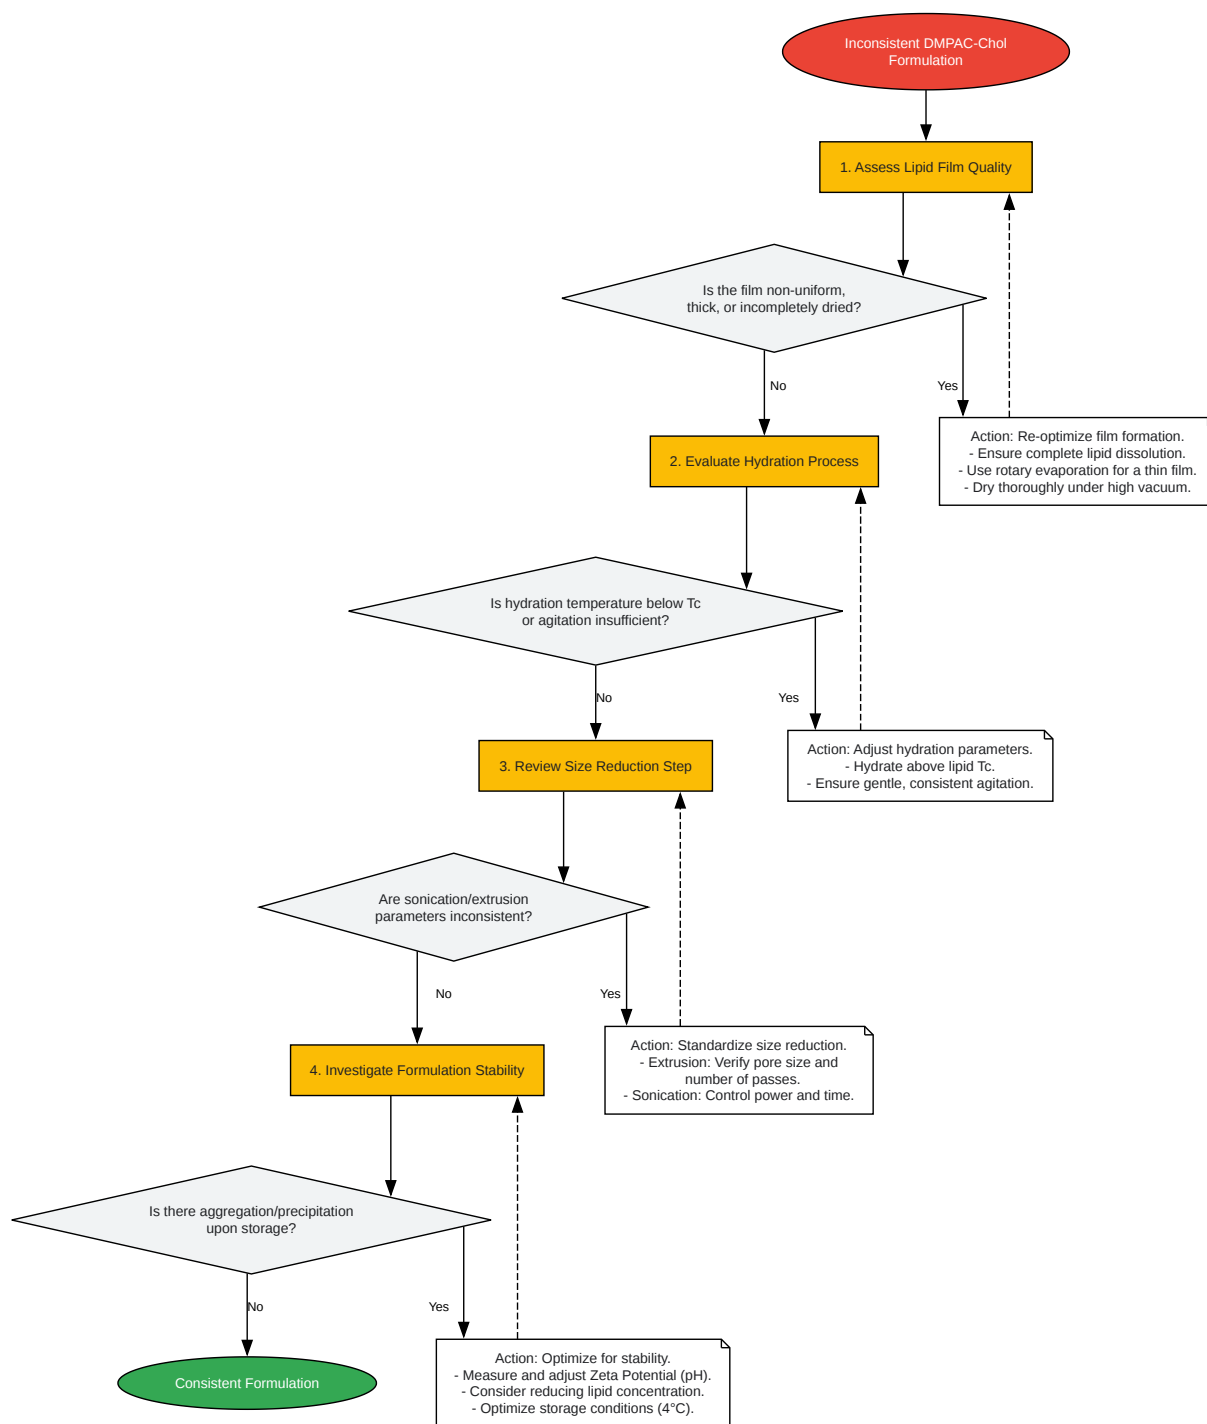 Inconsistent DMPAC-Chol
Formulation
1. Assess Lipid Film Quality
Is the film non-uniform,
thick, or incompletely dried?
No
Yes
Action: Re-optimize film formation.
- Ensure complete lipid dissolution.
- Use rotary evaporation for a thin film.
- Dry thoroughly under high vacuum.
2. Evaluate Hydration Process
Is hydration temperature below Tc
or agitation insufficient?
No
Yes
Action: Adjust hydration parameters.
- Hydrate above lipid Tc.
- Ensure gentle, consistent agitation.
3. Review Size Reduction Step
Are sonication/extrusion
parameters inconsistent?
No
Yes
Action: Standardize size reduction.
- Extrusion: Verify pore size and
number of passes.
- Sonication: Control power and time.
4. Investigate Formulation Stability
Is there aggregation/precipitation
upon storage?
No
Yes
Action: Optimize for stability.
- Measure and adjust Zeta Potential (pH).
- Consider reducing lipid concentration.
- Optimize storage conditions (4°C).
Consistent Formulation